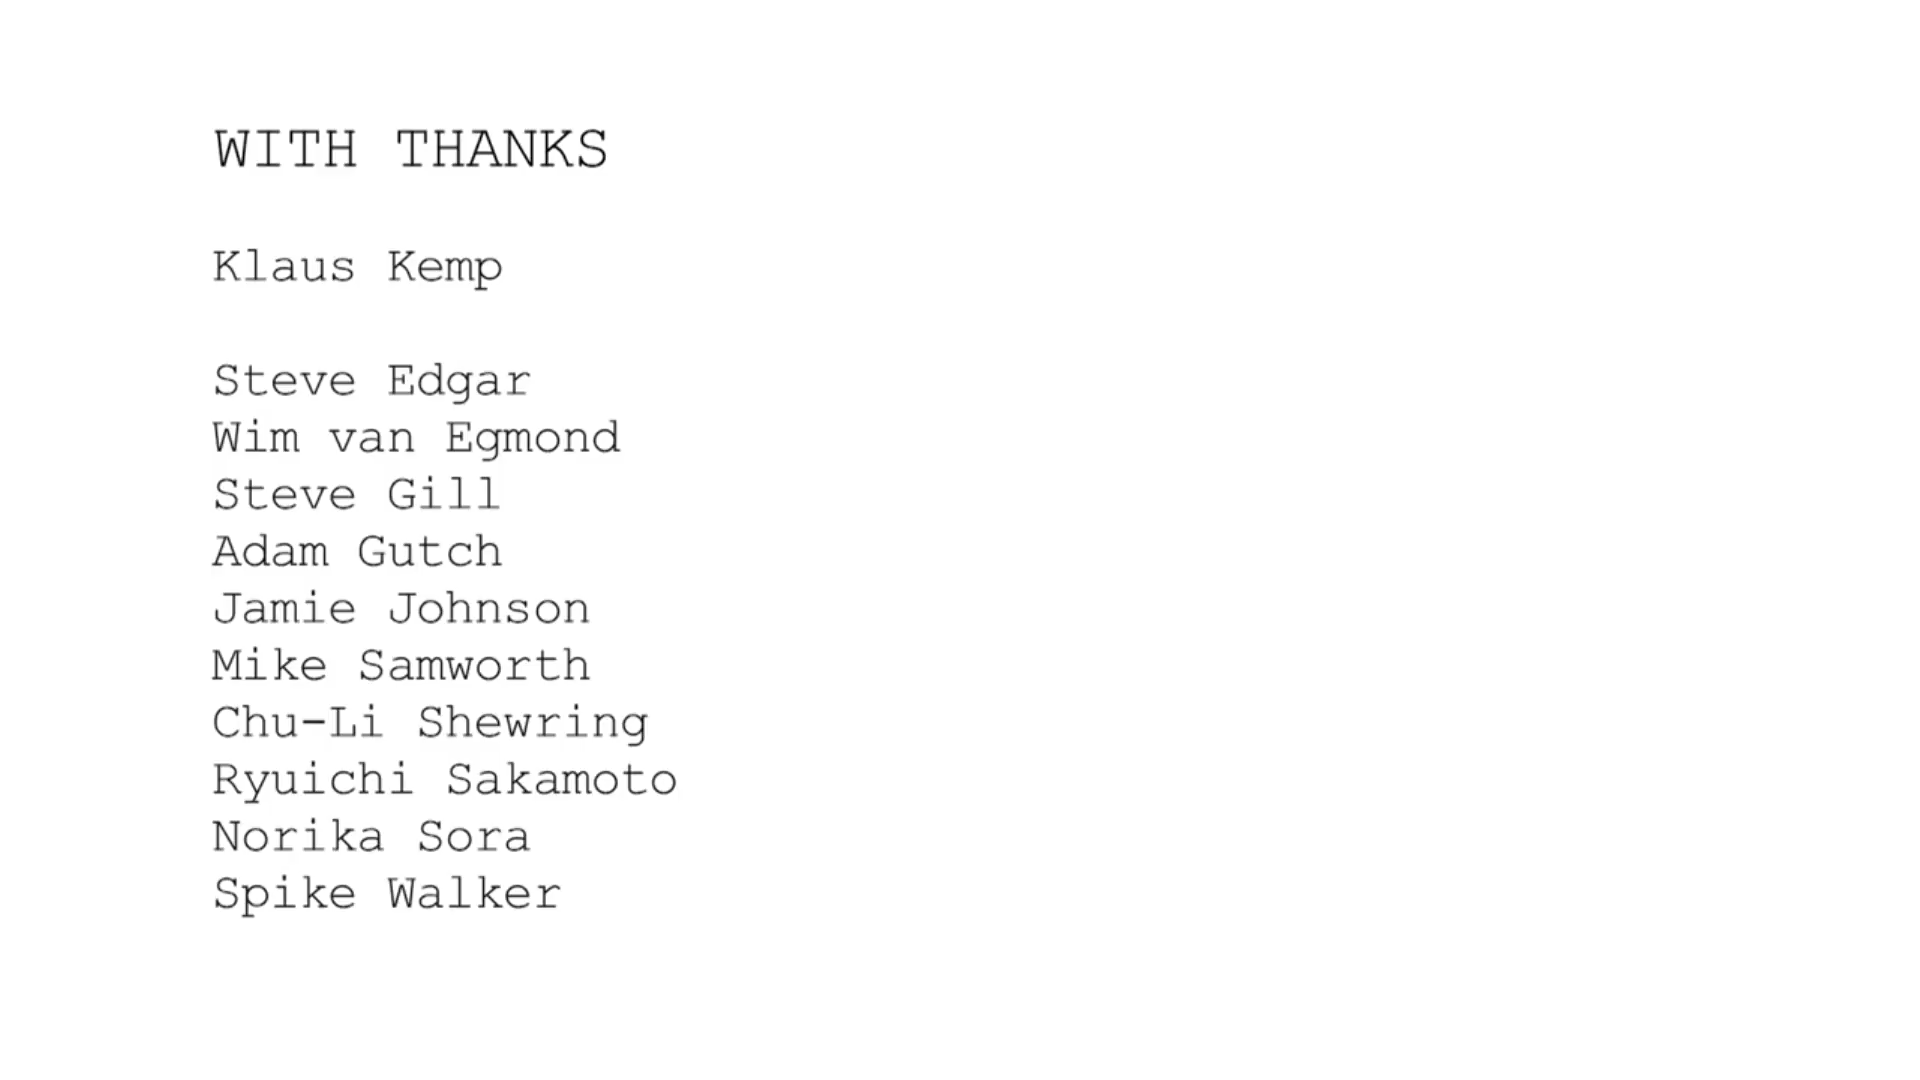 WITH THANKS
Klaus Kemp
Steve Edgar
Wim van Egmond
Steve Gill
Adam Gutch
Jamie Johnson
Mike Samworth
Chu-Li Shewring
Ryuichi Sakamoto
Norika Sora
Spike Walker